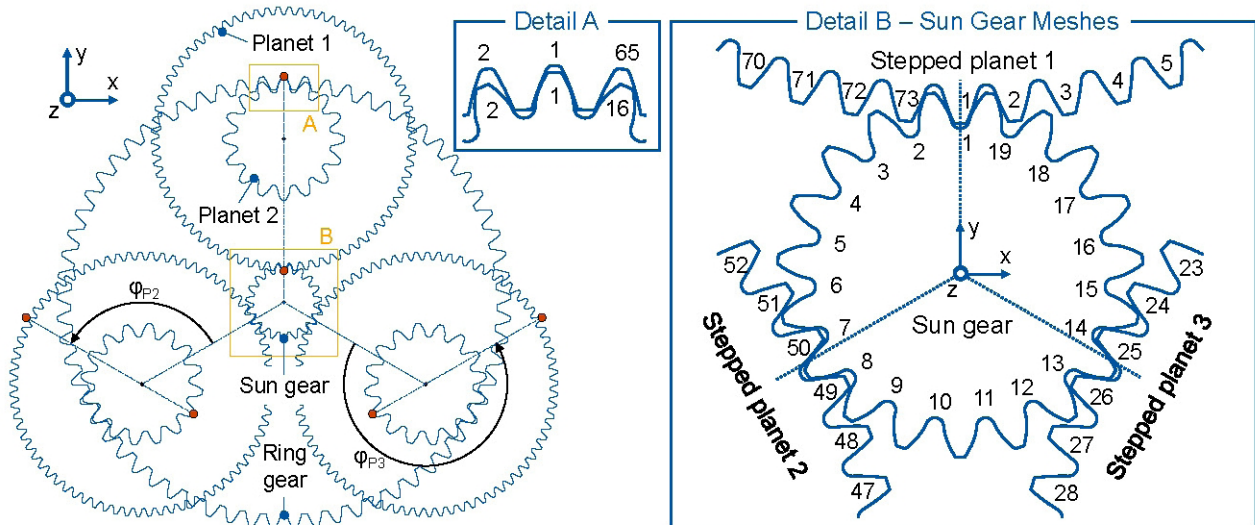 Planet 1
y
x
z
A
Planet 2
B
φP2
Sun gear
φP3
Ring
gear
Detail A
2
1
65
2
1
16
Detail B – Sun Gear Meshes
Stepped planet 1
70
71
72
73
1
2
3
4
5
1
2
3
4
5
6
7
8
9
10
11
12
13
14
15
16
17
18
19
y
x
z
Sun gear
52
51
50
49
48
47
Stepped planet 2
23
24
25
26
27
28
Stepped planet 3